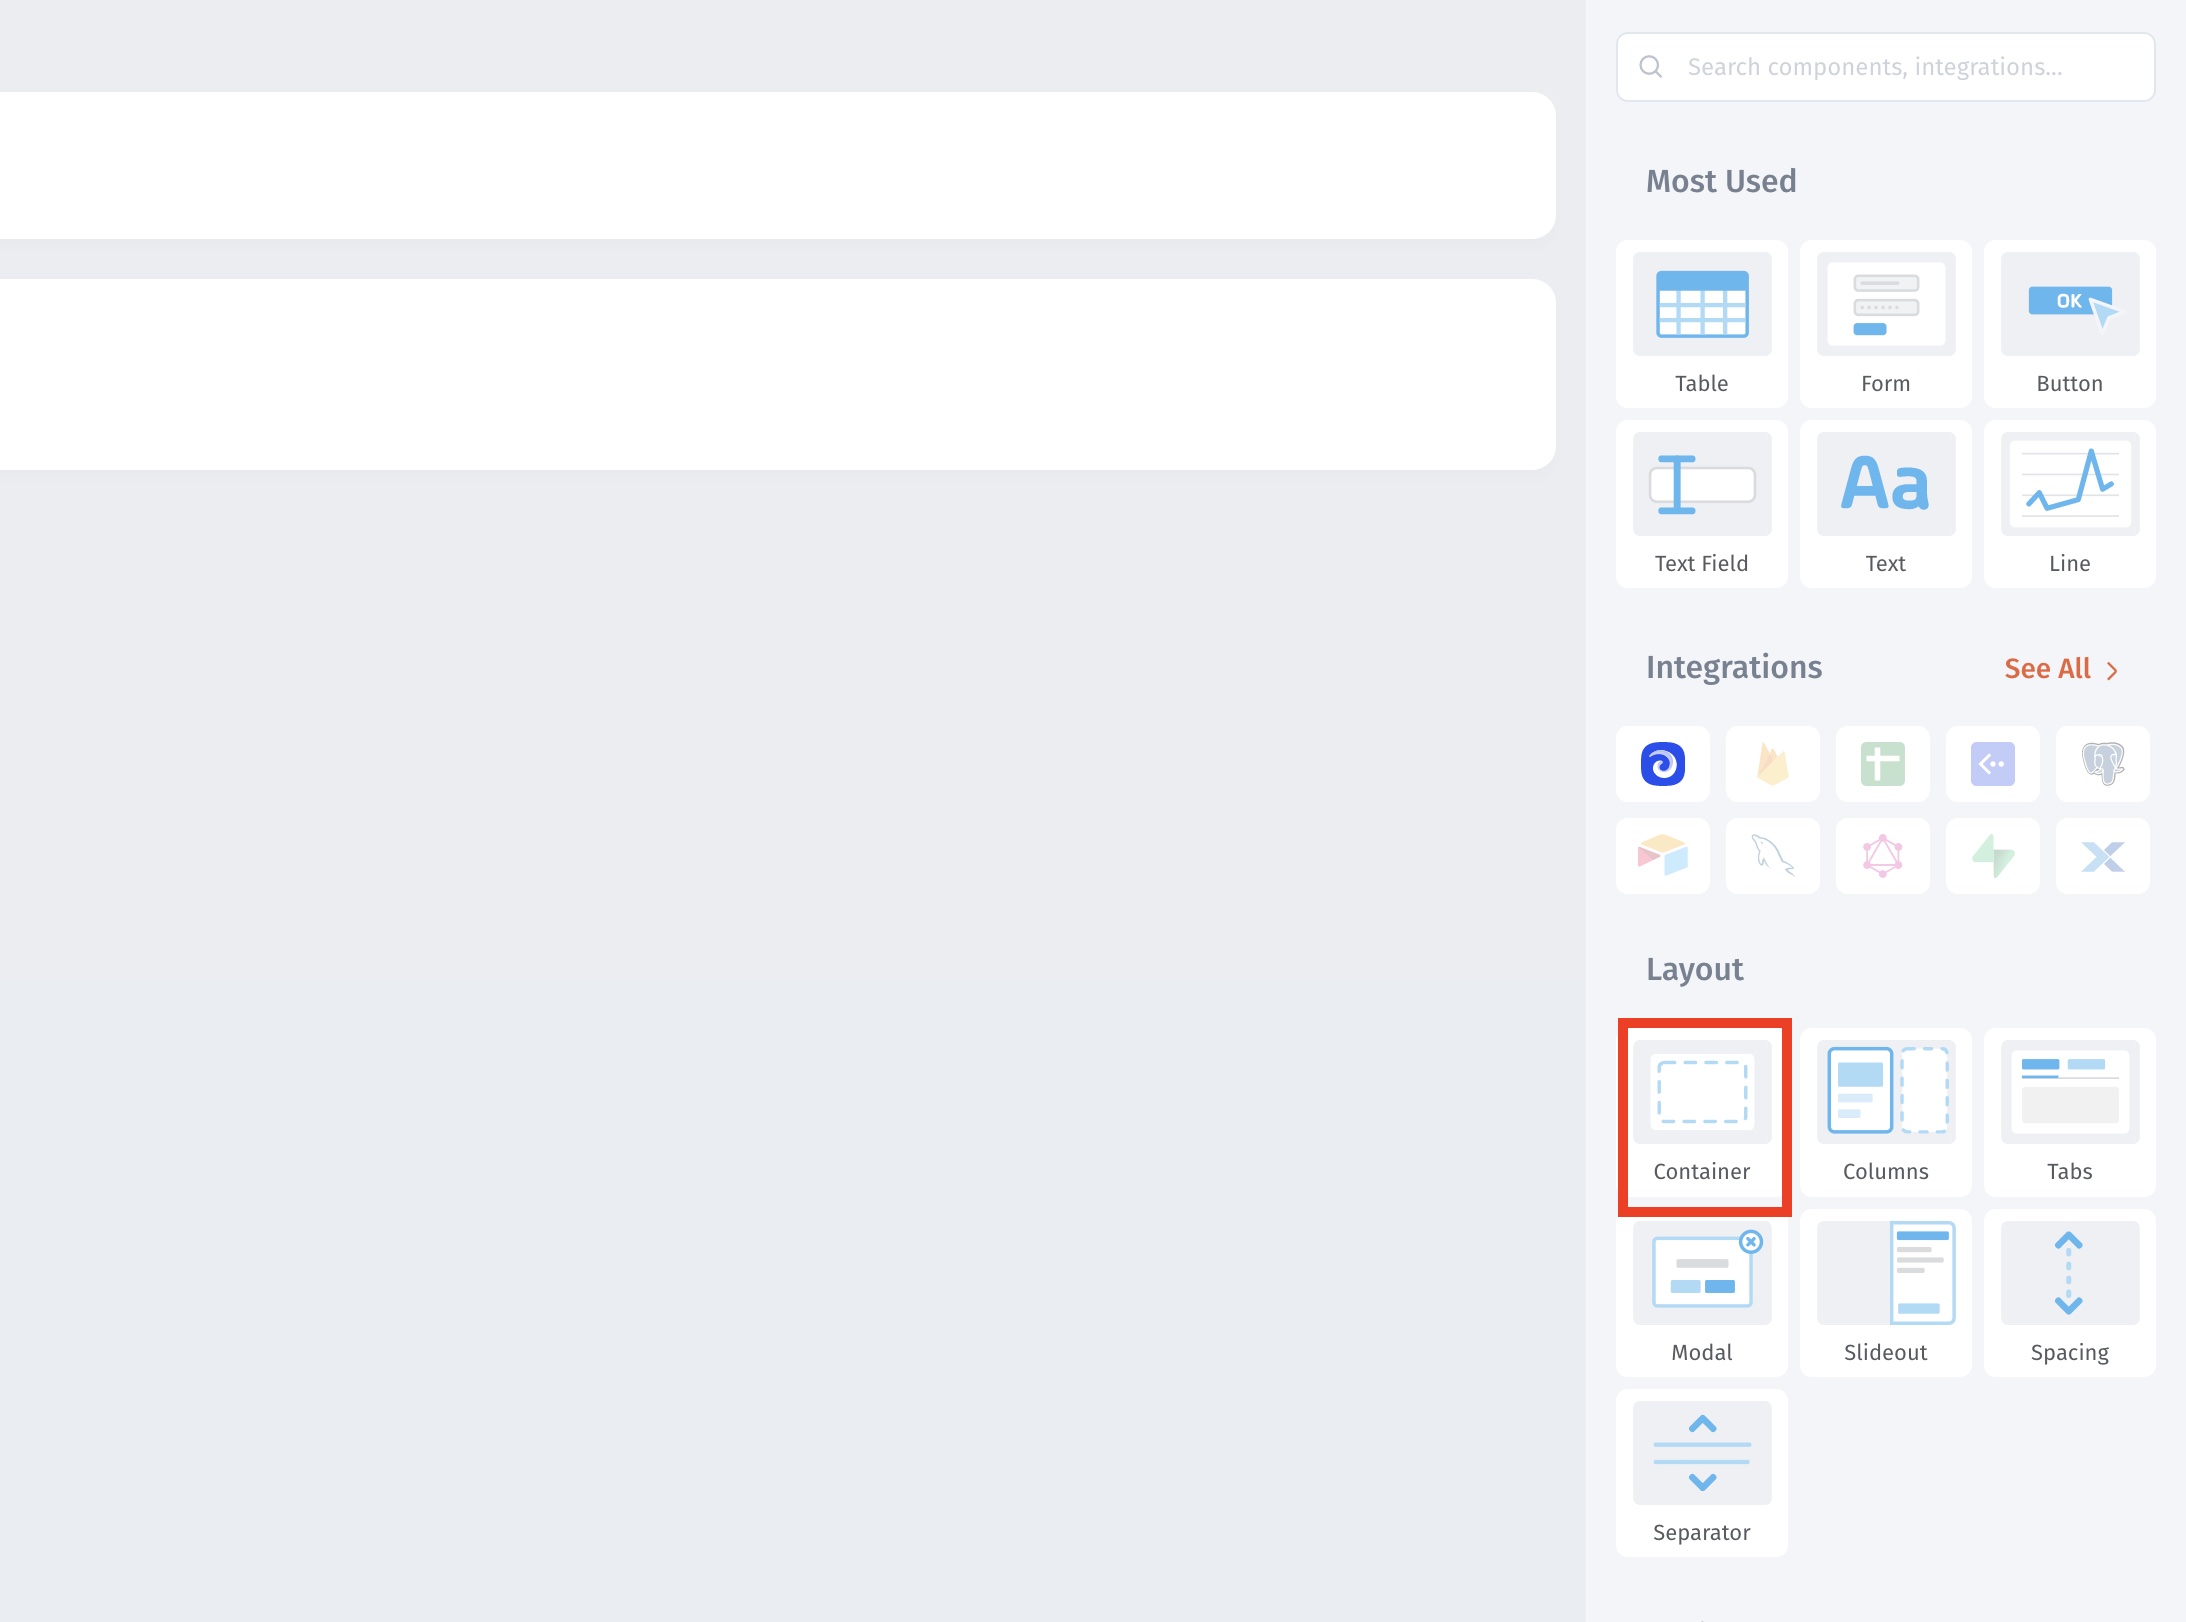 Search components, integrations...
Most Used
Table
Form
OK
Button
Text Field
Aa
Text
Line
Integrations
See All
Layout
Container
Columns
Tabs
Modal
Slideout
Spacing
Separator